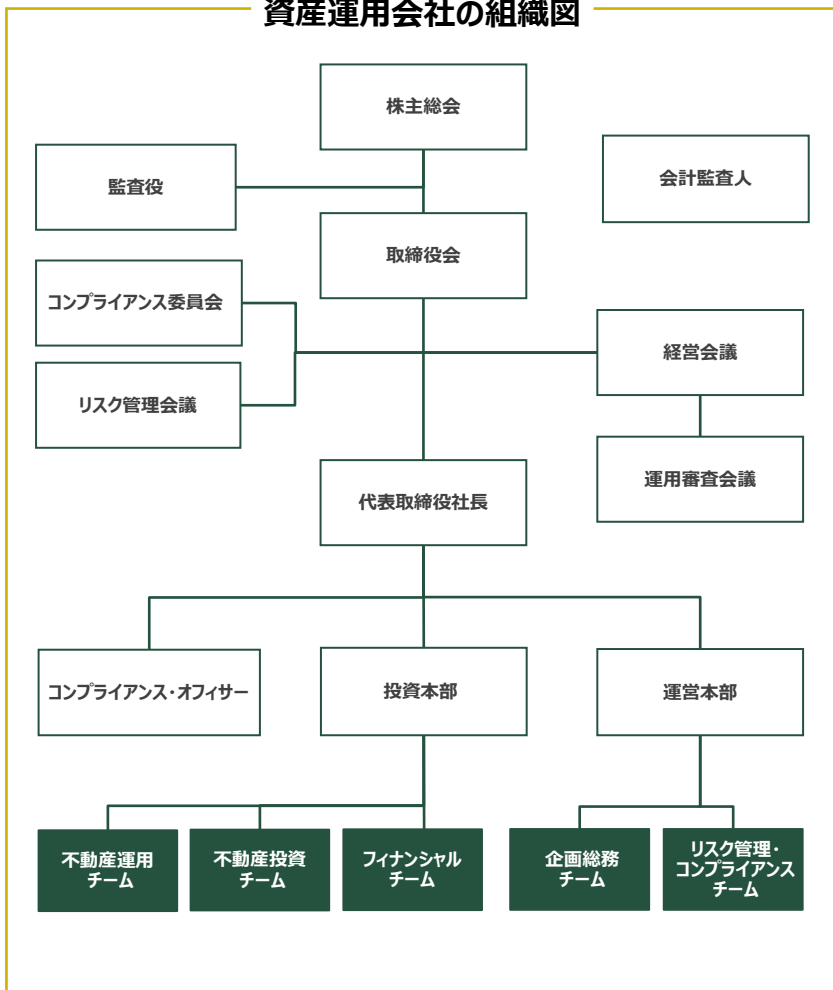 資産運用会社の組織図
株主総会
監査役
会計監査人
取締役会
コンプライアンス委員会
経営会議
リスク管理会議
運用審査会議
代表取締役社長
コンプライアンス・オフィサー
投資本部
運営本部
不動産運用
チーム
不動産投資
チーム
フィナンシャル
チーム
企画総務
チーム
リスク管理・
コンプライアンス
チーム